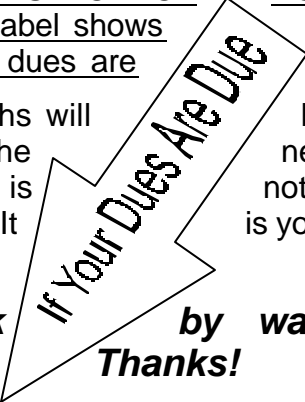 label shows
dues are
hs will
he
is
not
It
is yo
If Your Dues Are Due
by wa
Thanks!